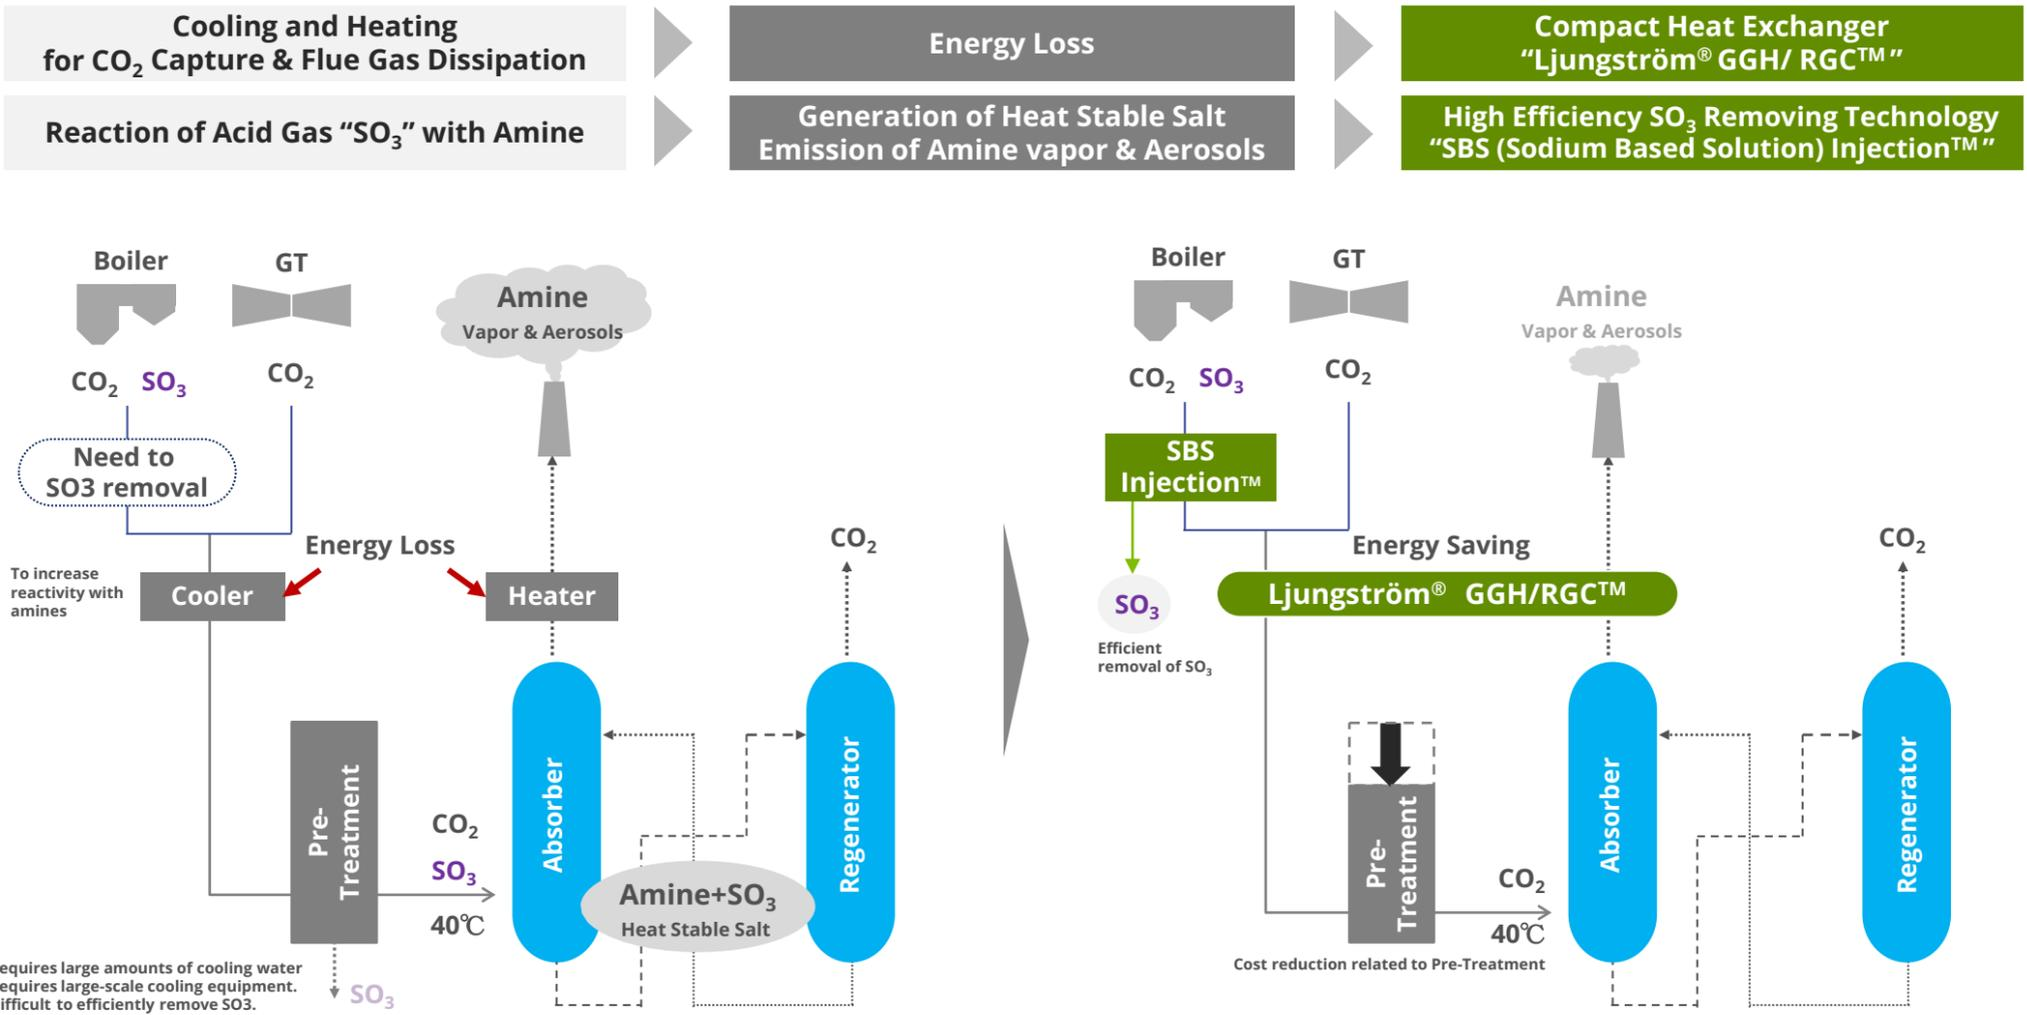 Cooling and Heating
for CO₂ Capture & Flue Gas Dissipation
Energy Loss
Compact Heat Exchanger
“Ljungström® GGH/ RGC™ ”
Reaction of Acid Gas “SO₃” with Amine
Generation of Heat Stable Salt
Emission of Amine vapor & Aerosols
High Efficiency SO₃ Removing Technology
“SBS (Sodium Based Solution) Injection™ ”
Boiler
GT
Amine
Vapor & Aerosols
CO₂ SO₃
CO₂
Need to
SO3 removal
Energy Loss
To increase
reactivity with
amines
Cooler
Heater
CO₂
Pre-
Treatment
CO₂
SO₃
40℃
Absorber
Amine+SO₃
Heat Stable Salt
Regenerator
equires large amounts of cooling water
equires large-scale cooling equipment.
ifficult to efficiently remove SO3.
SO₃
Boiler
GT
Amine
Vapor & Aerosols
CO₂ SO₃
CO₂
SBS
Injection™
Energy Saving
CO₂
Ljungström® GGH/RGC™
SO₃
Efficient
removal of SO₃
Pre-
Treatment
CO₂
40℃
Absorber
Regenerator
Cost reduction related to Pre-Treatment